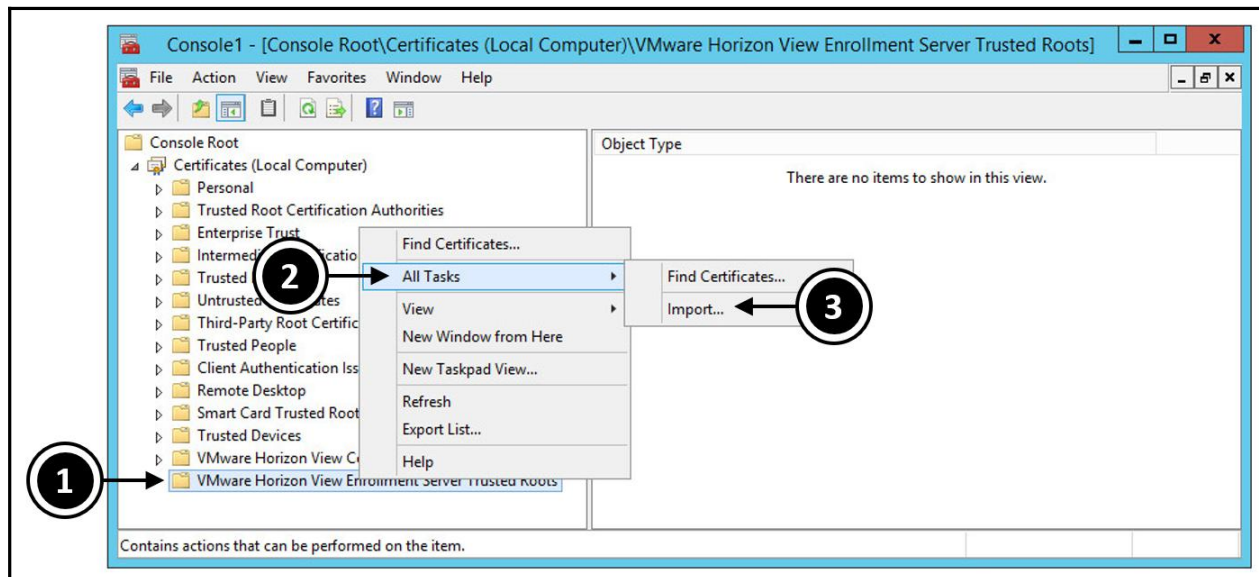 Console1 - [Console Root\Certificates (Local Computer)\VMware Horizon View Enrollment Server Trusted Roots]
File Action View Favorites Window Help
Console Root
Certificates (Local Computer)
Personal
Trusted Root Certification Authorities
Enterprise Trust
Trusted
Untrusted
Third-Party Root
Trusted People
Client Authentication
Remote Desktop
Smart Card Trusted
Trusted Devices
VMware Horizon View
VMware Horizon View Enrollment Server Trusted Roots
Object Type
There are no items to show in this view.
Find Certificates...
All Tasks
View
New Window from Here
New Taskpad View...
Refresh
Export List...
Help
Find Certificates...
Import...
1
2
3
Contains actions that can be performed on the item.